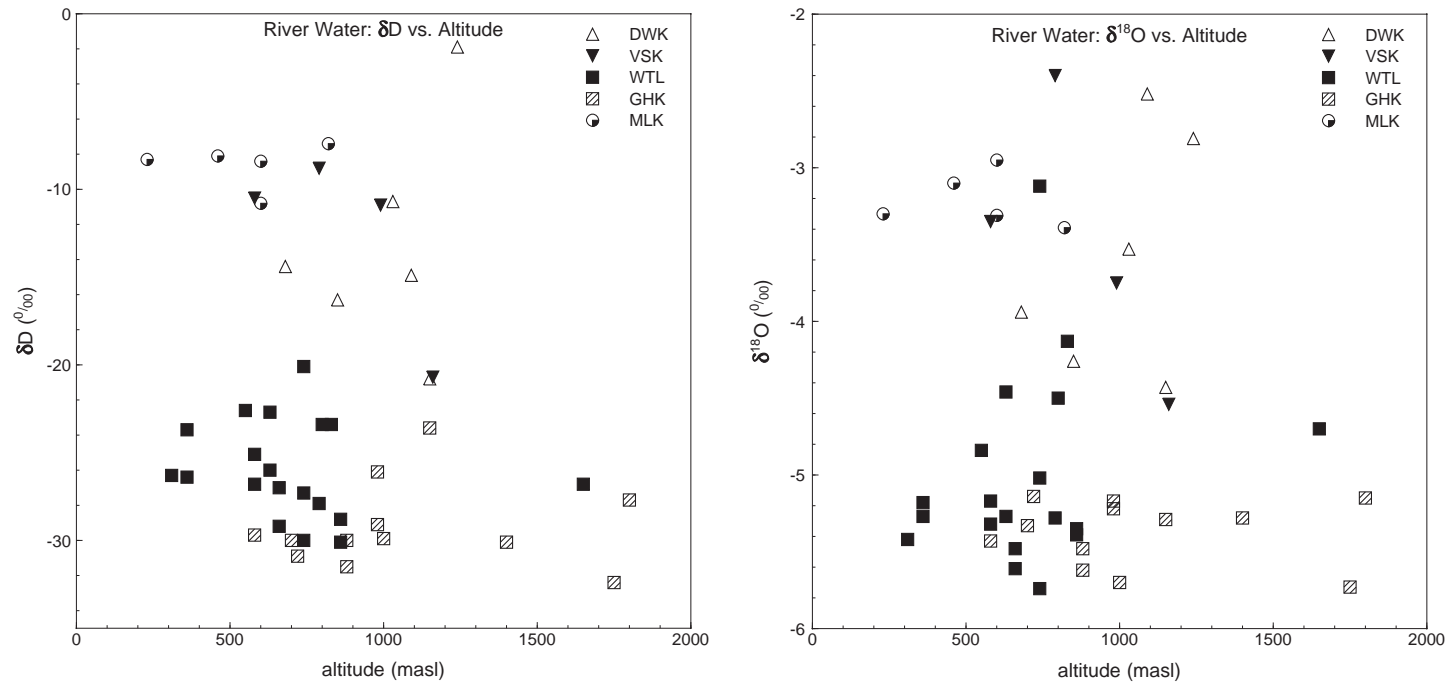 River Water: δD vs. Altitude
DWK
VSK
WTL
GHK
MLK
0
-10
-20
-30
δD (0/00)
0 500 1000 1500 2000
altitude (masl)
River Water: δ18O vs. Altitude
DWK
VSK
WTL
GHK
MLK
-2
-3
-4
-5
-6
δ18O (0/00)
0 500 1000 1500 2000
altitude (masl)